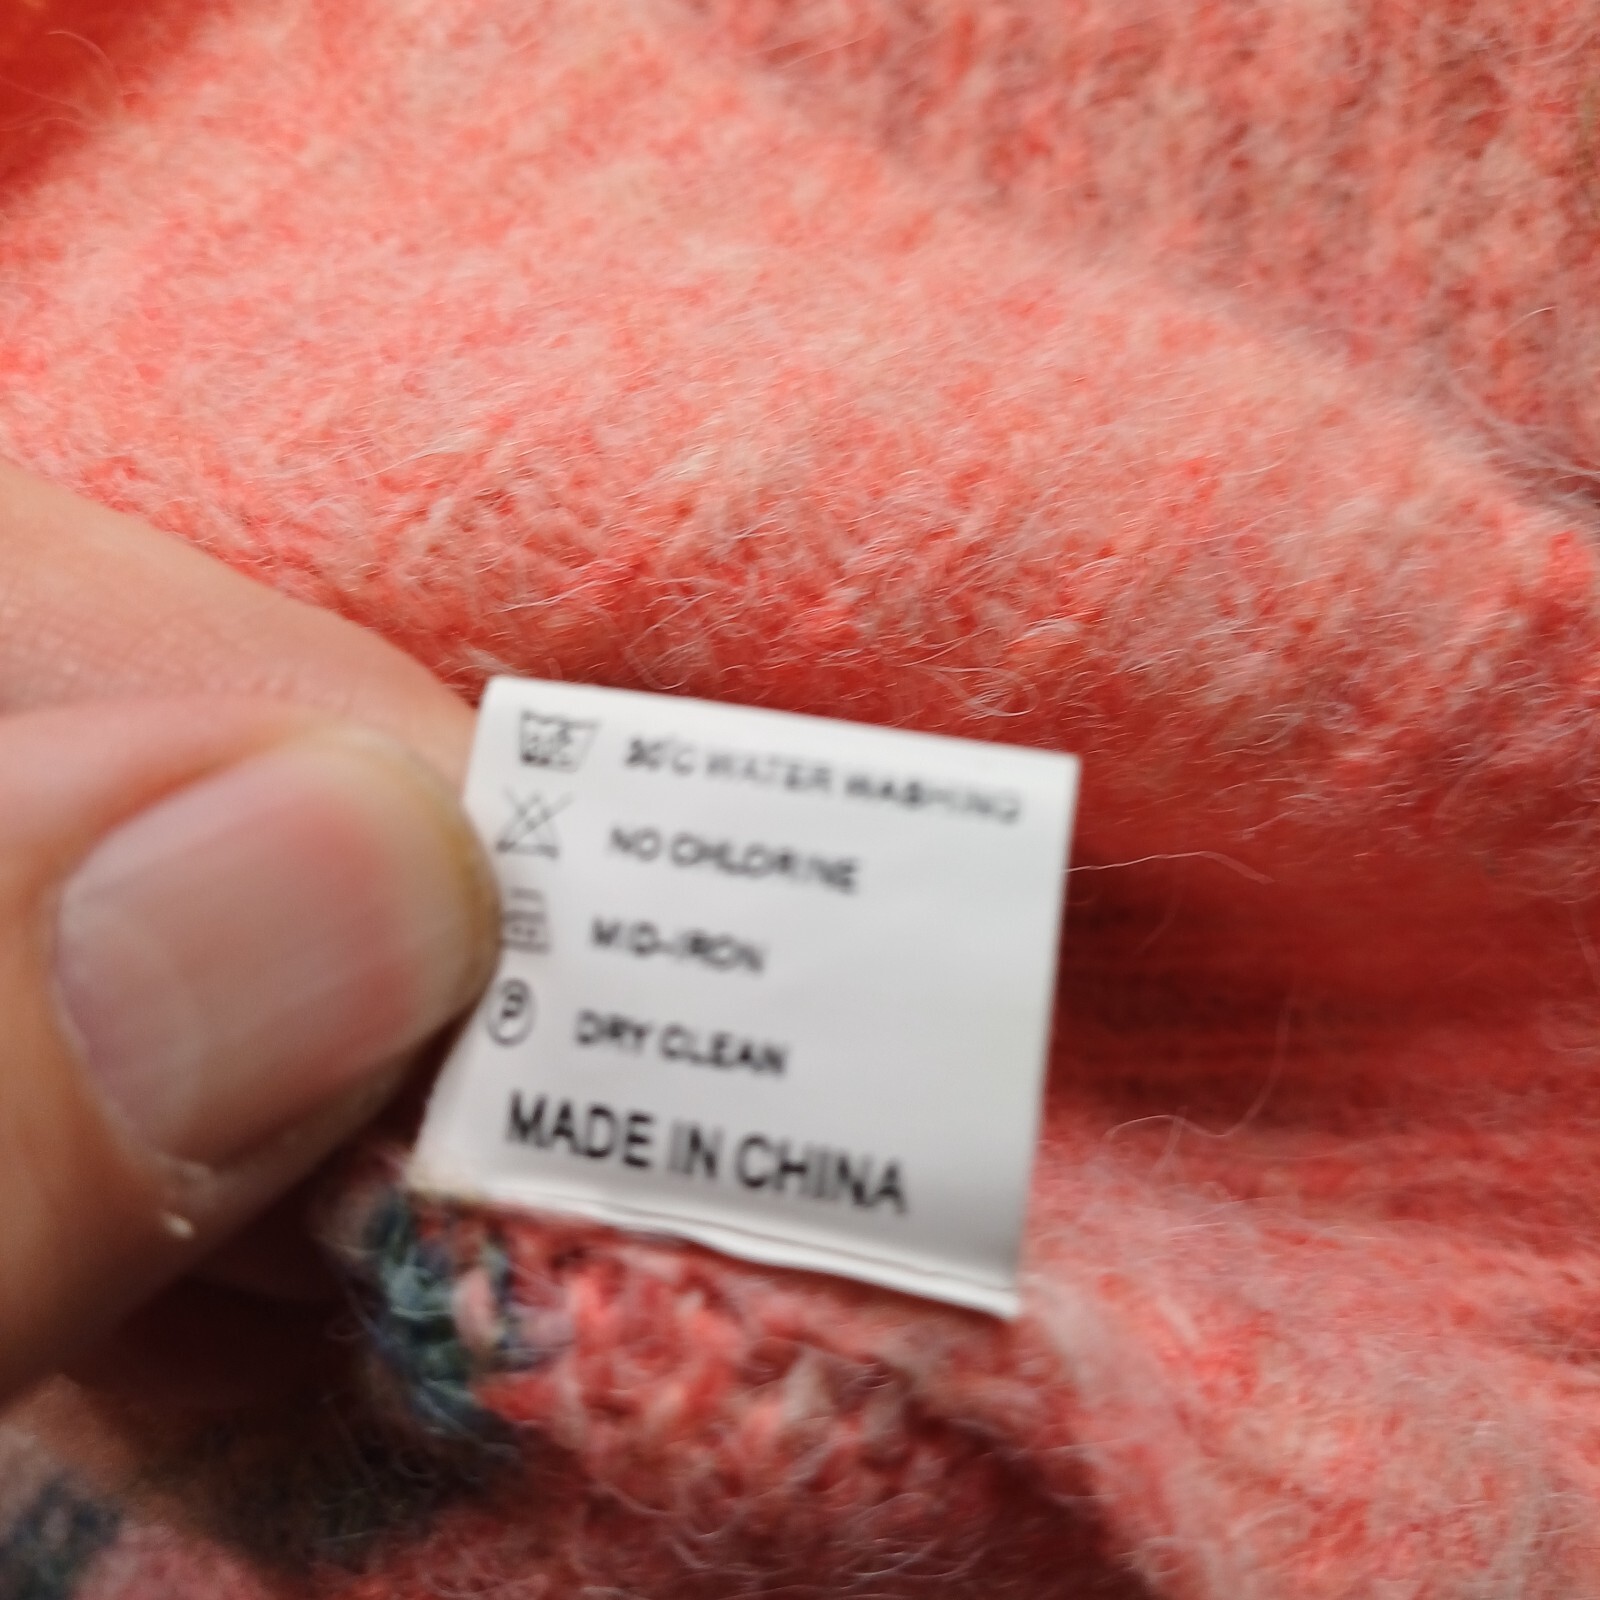 30°C WATER WASHING
NO CHLORINE
MID-IRON
P DRY CLEAN
MADE IN CHINA